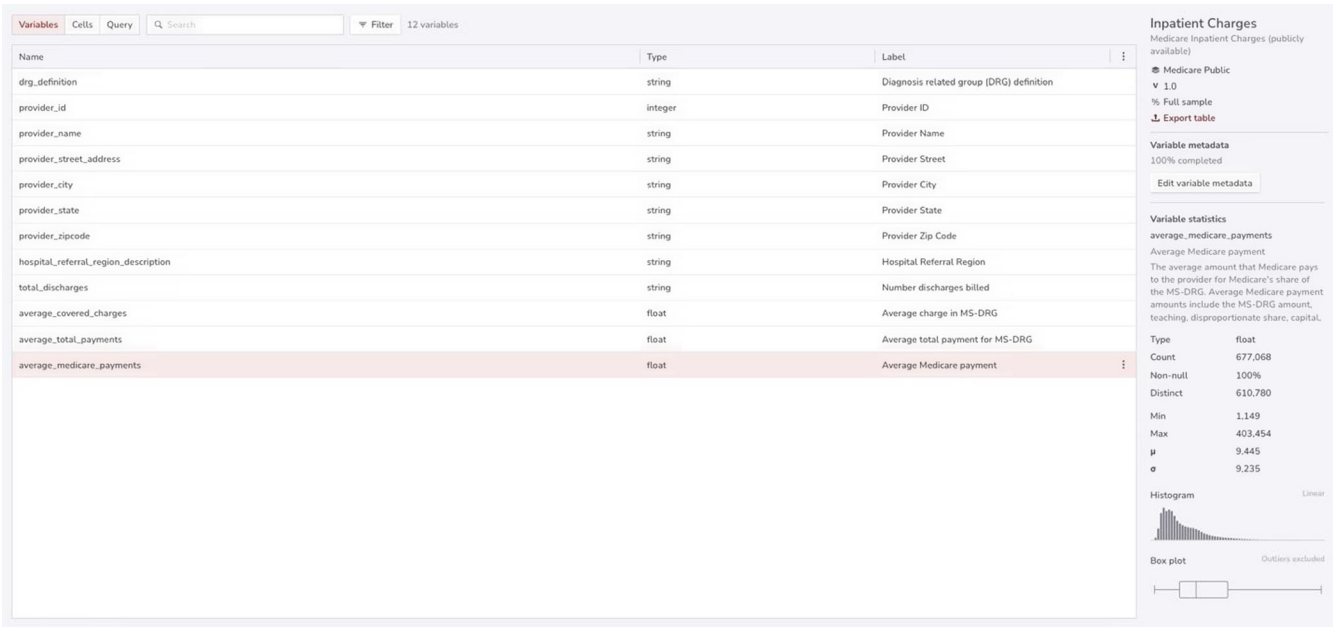 Variables Cells Query Search Filter 12 variables
Name Type Label
drg_definition string Diagnosis related group (DRG) definition
provider_id integer Provider ID
provider_name string Provider Name
provider_street_address string Provider Street
provider_city string Provider City
provider_state string Provider State
provider_zipcode string Provider Zip Code
hospital_referral_region_description string Hospital Referral Region
total_discharges string Number discharges billed
average_covered_charges float Average charge in MS-DRG
average_total_payments float Average total payment for MS-DRG
average_medicare_payments float Average Medicare payment
Inpatient Charges
Medicare Inpatient Charges (publicly
available)
Medicare Public
v 1.0
% Full sample
Export table
Variable metadata
100% completed
Edit variable metadata
Variable statistics
average_medicare_payments
Average Medicare payment
The average amount that Medicare pays
to the provider for Medicare's share of
the MS-DRG. Average Medicare payment
amounts include the MS-DRG amount,
teaching, disproportionate share, capital,
Type float
Count 677,068
Non-null 100%
Distinct 610,780
Min 1,149
Max 403,454
μ 9,445
σ 9,235
Histogram Linear
Box plot Outliers excluded